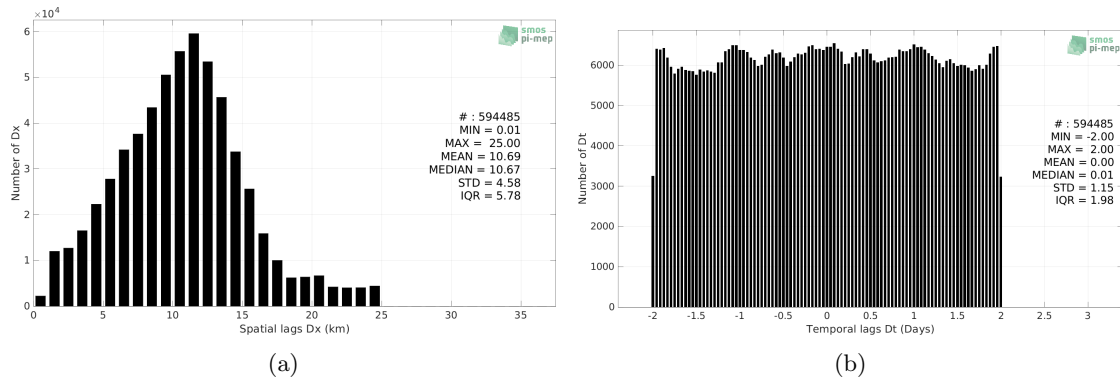 ×10⁴
smos
pi-mep
6
5
4
3
2
1
0
Number of Dx
# : 594485
MIN = 0.01
MAX = 25.00
MEAN = 10.69
MEDIAN = 10.67
STD = 4.58
IQR = 5.78
0 5 10 15 20 25 30 35
Spatial lags Dx (km)
(a)
smos
pi-mep
6000
5000
4000
3000
2000
1000
0
Number of Dt
# : 594485
MIN = -2.00
MAX = 2.00
MEAN = 0.00
MEDIAN = 0.01
STD = 1.15
IQR = 1.98
-2 -1.5 -1 -0.5 0 0.5 1 1.5 2 2.5 3
Temporal lags Dt (Days)
(b)